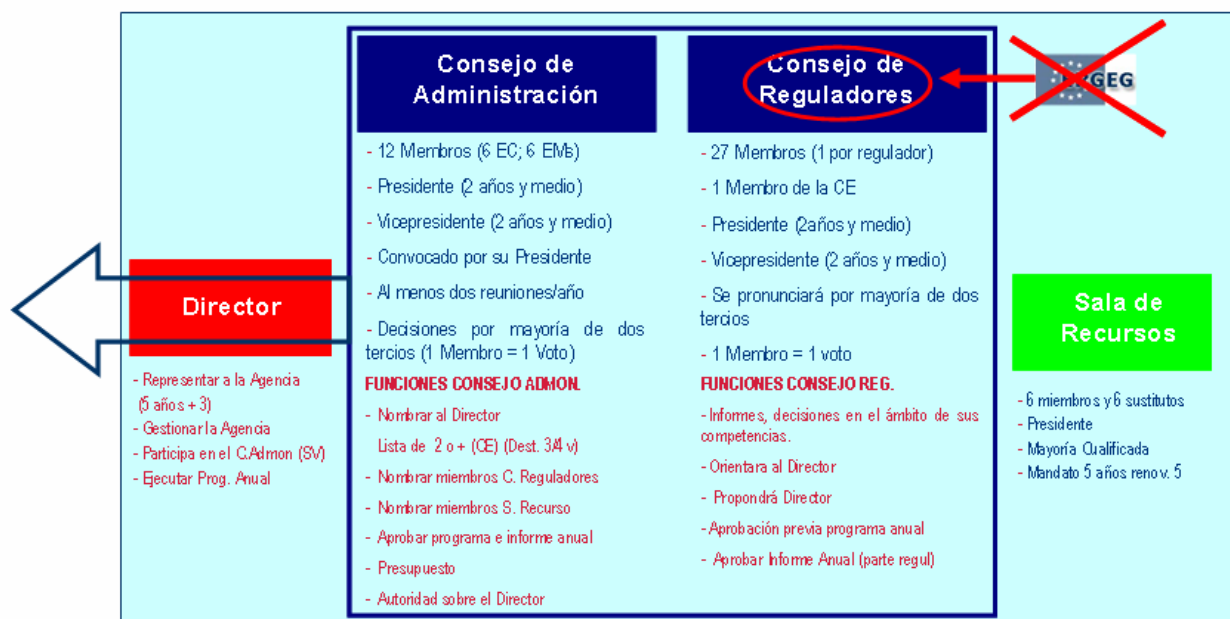 Consejo de
Administración
- 12 Membros (6 EC; 6 EMs)
- Presidente (2 años y medio)
- Vicepresidente (2 años y medio)
- Convocado por su Presidente
- Al menos dos reuniones/año
- Decisiones por mayoría de dos
tercios (1 Membro = 1 Voto)
FUNCIONES CONSEJO ADMON.
- Nombrar al Director
Lista de 2 o + (CE) (Dest. 3/4 v)
- Nombrar miembros C. Reguladores
- Nombrar miembros S. Recurso
- Aprobar programa e informe anual
- Presupuesto
- Autoridad sobre el Director
Consejo de
Reguladores
- 27 Membros (1 por regulador)
- 1 Membro de la CE
- Presidente (2años y medio)
- Vicepresidente (2 años y medio)
- Se pronunciará por mayoría de dos
tercios
- 1 Membro = 1 voto
FUNCIONES CONSEJO REG.
- Informes, decisiones en el ámbito de sus
competencias.
- Orientara al Director
- Propondrá Director
- Aprobación previa programa anual
- Aprobar Informe Anual (parte regul)
ERGEG
Director
- Representar a la Agencia
(5 años + 3)
- Gestionar la Agencia
- Participa en el C.Admon (SV)
- Ejecutar Prog. Anual
Sala de
Recursos
- 6 miembros y 6 sustitutos
- Presidente
- Mayoría Cualificada
- Mandato 5 años renov. 5